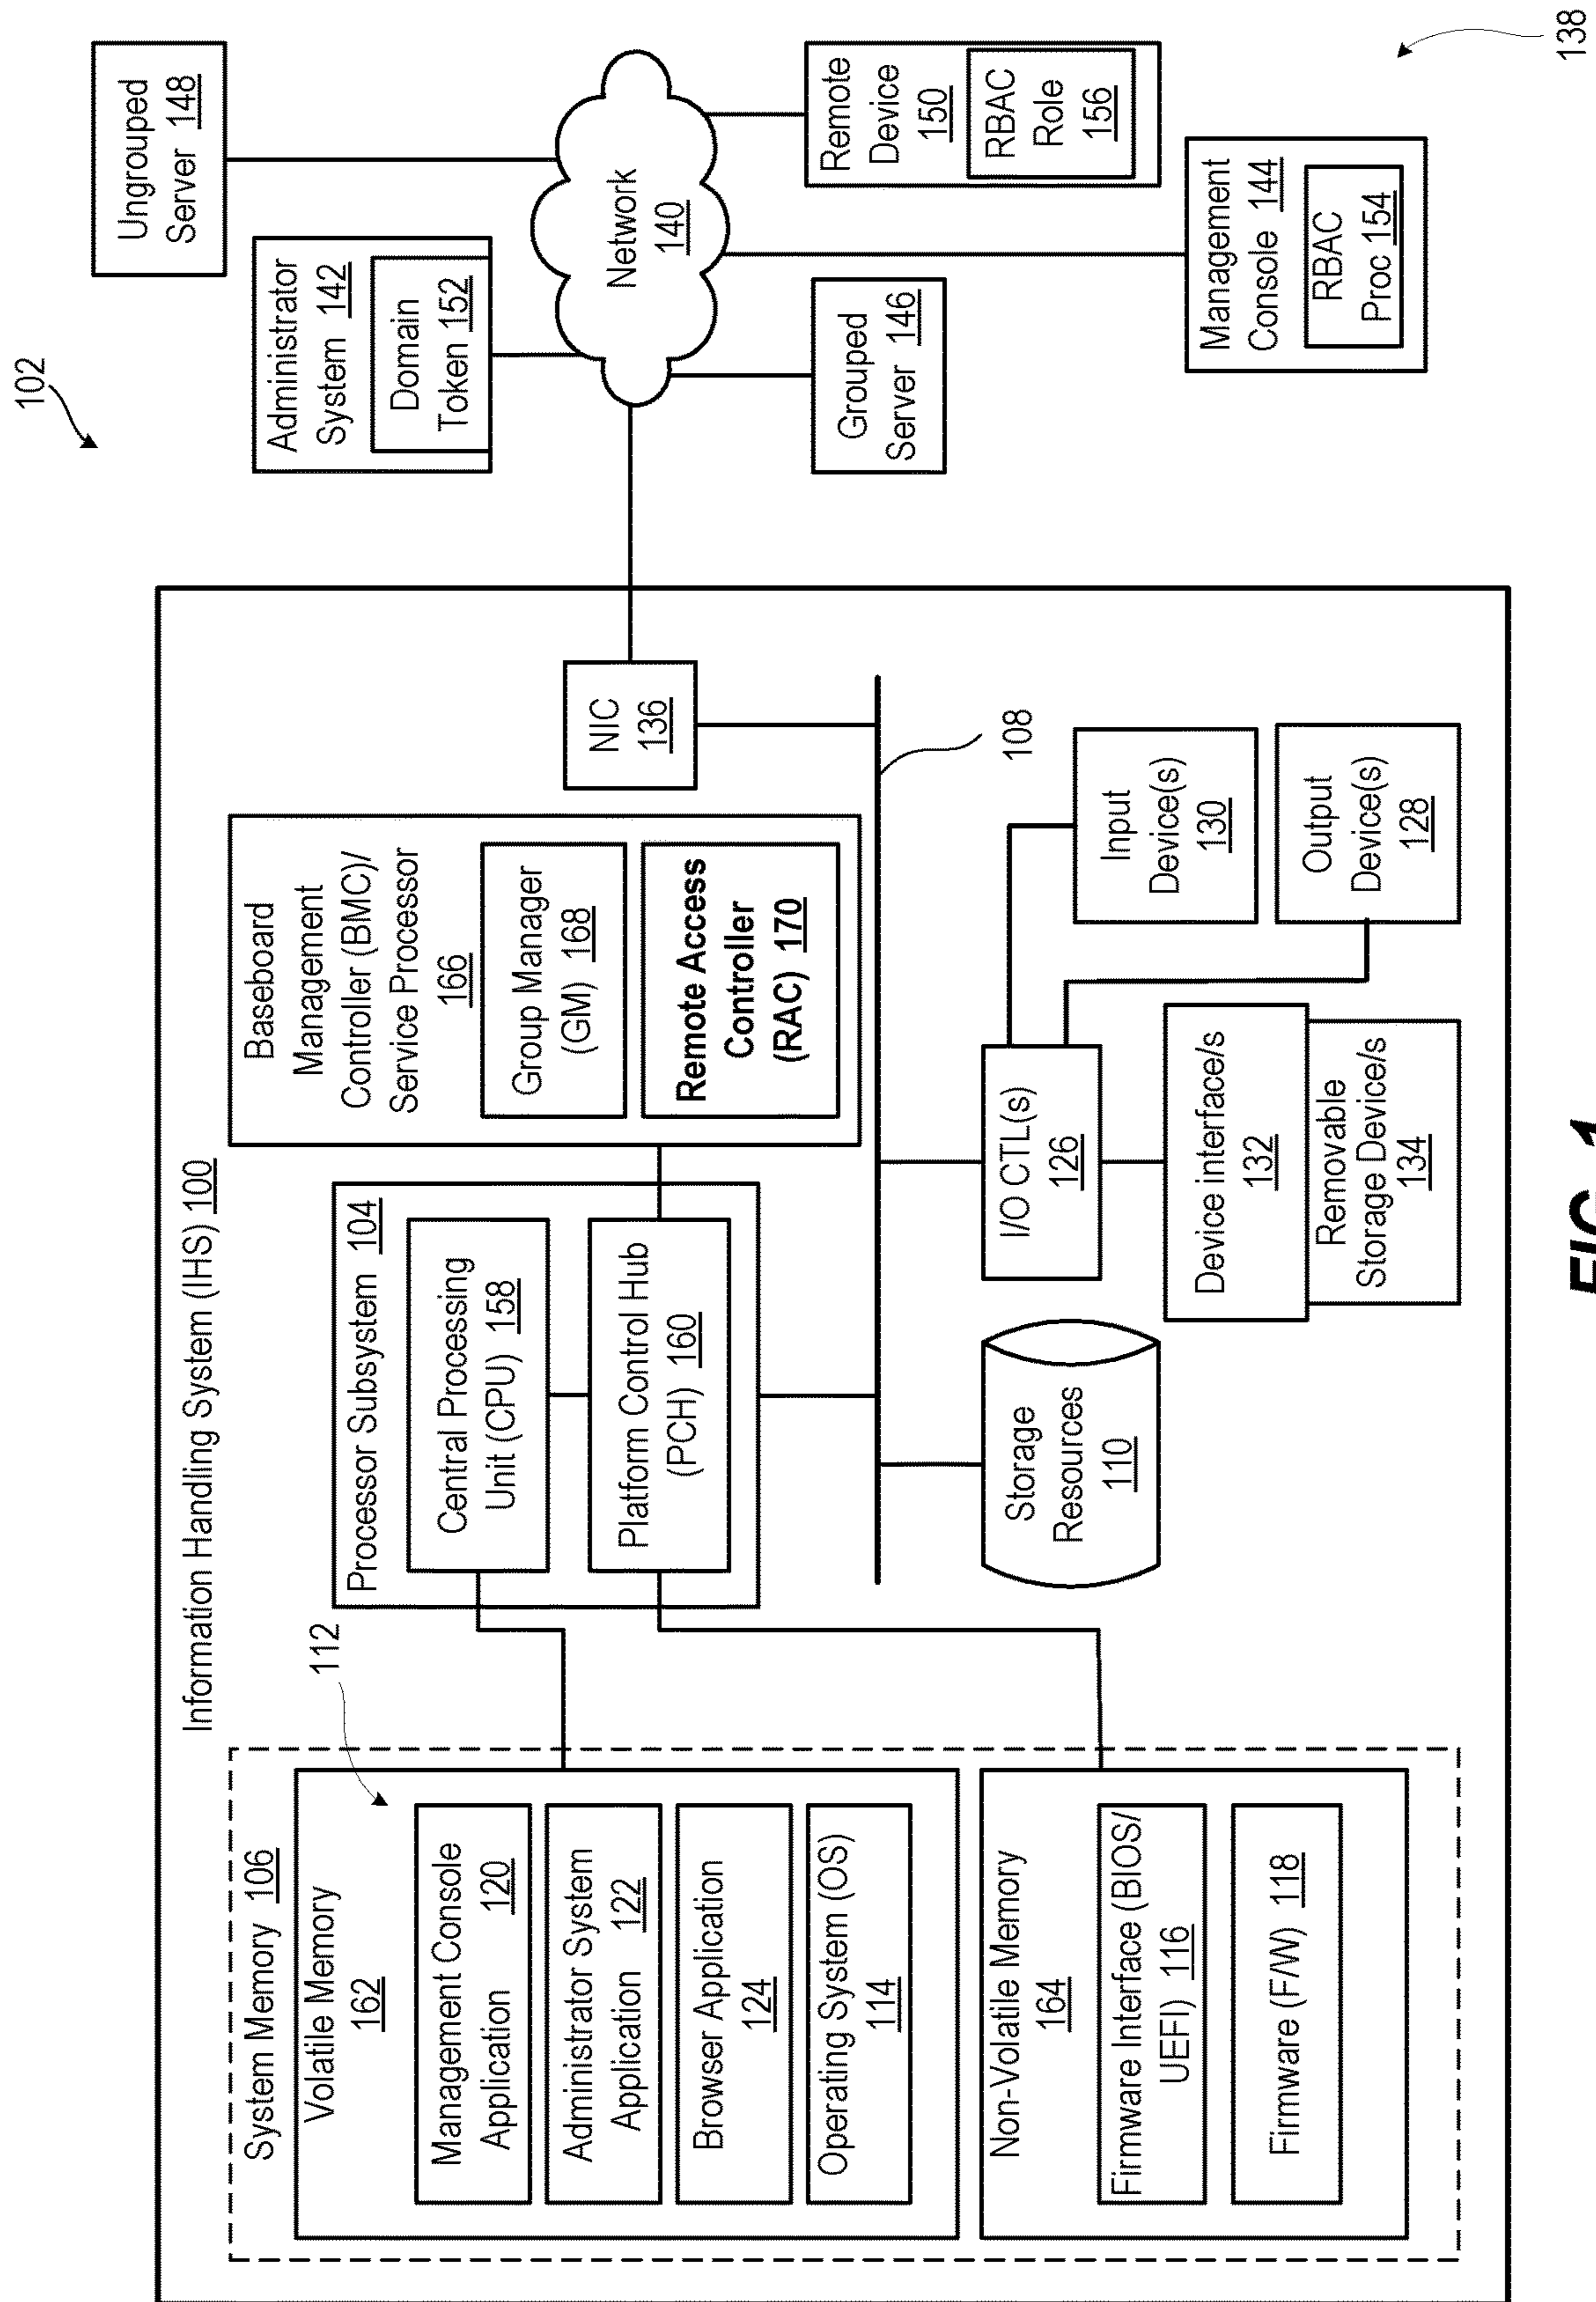 102
Information Handling System (IHS) 100
System Memory 106
Volatile Memory
162
112
Management Console
Application 120
Administrator System
Application 122
Browser Application
124
Operating System (OS)
114
Non-Volatile Memory
164
Firmware Interface (BIOS/
UEFI) 116
Firmware (F/W) 118
Processor Subsystem 104
Central Processing
Unit (CPU) 158
Platform Control Hub
(PCH) 160
Baseboard
Management
Controller (BMC)/
Service Processor
166
Group Manager
(GM) 168
Remote Access
Controller
(RAC) 170
NIC
136
108
Storage
Resources
110
I/O CTL(s)
126
Device interface/s
132
Removable
Storage Device/s
134
Input
Device(s)
130
Output
Device(s)
128
Ungrouped
Server 148
Administrator
System 142
Domain
Token 152
Network
140
Grouped
Server 146
Remote
Device
150
RBAC
Role
156
Management
Console 144
RBAC
Proc 154
138
FIG. 1